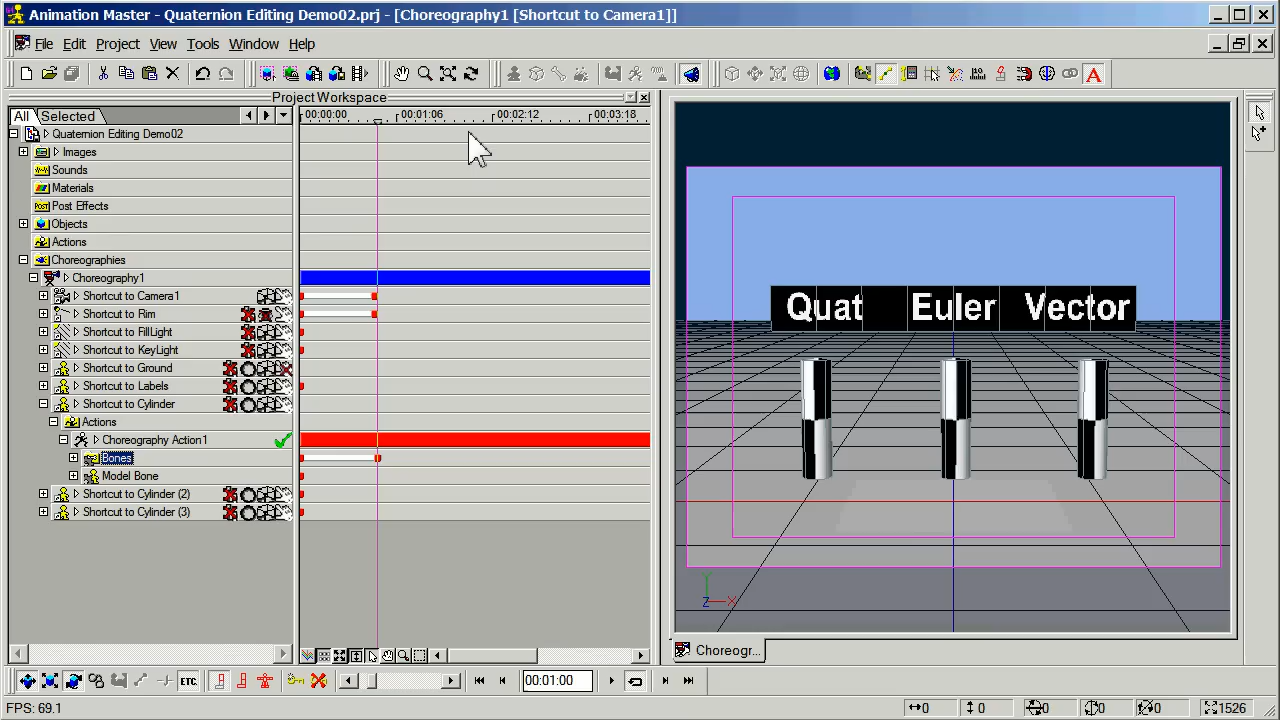 Animation Master - Quaternion Editing Demo02.prj - [Choreography1 [Shortcut to Camera1]]
File Edit Project View Tools Window Help
Project Workspace
All Selected
00:00:00 00:01:06 00:02:12 00:03:18
Quaternion Editing Demo02
Images
Sounds
Materials
Post Effects
Objects
Actions
Choreographies
Choreography1
Shortcut to Camera1
Shortcut to Rim
Shortcut to FillLight
Shortcut to KeyLight
Shortcut to Ground
Shortcut to Labels
Shortcut to Cylinder
Actions
Choreography Action1
Bones
Model Bone
Shortcut to Cylinder (2)
Shortcut to Cylinder (3)
Quat Euler Vector
Y
Z X
Choreogr...
ETC
00:01:00
FPS: 69.1
0 0 0 0 0 1526